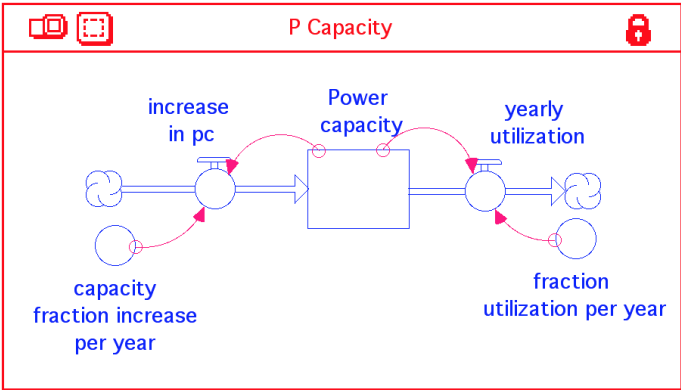 P Capacity
increase
in pc
Power
capacity
yearly
utilization
capacity
fraction increase
per year
fraction
utilization per year